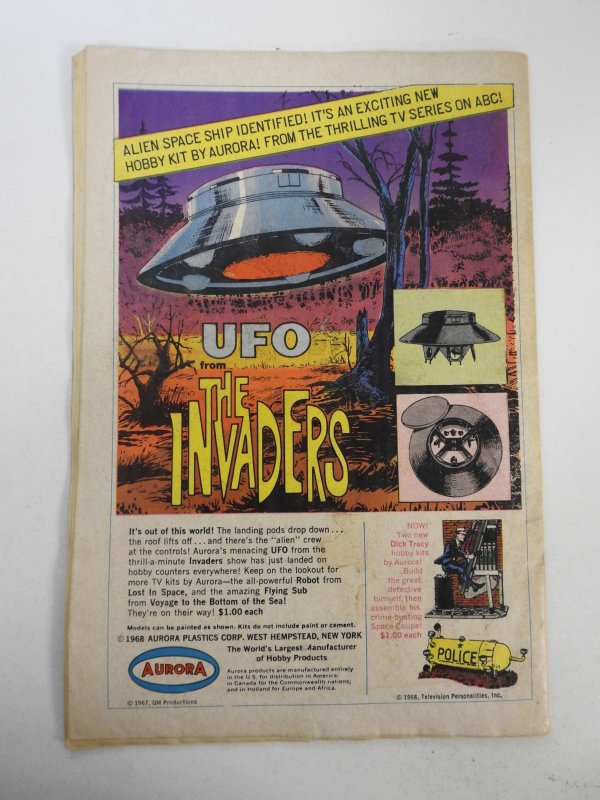 ALIEN SPACE SHIP IDENTIFIED! IT'S AN EXCITING NEW
HOBBY KIT BY AURORA! FROM THE THRILLING TV SERIES ON ABC!
UFO
from
THE
INVADERS
It's out of this world! The landing pods drop down...
the roof lifts off...and there's the "alien" crew
at the controls! Aurora's menacing UFO from the
thrill-a-minute Invaders show has just landed on
hobby counters everywhere! Keep on the lookout for
more TV kits by Aurora—the all-powerful Robot from
Lost In Space, and the amazing Flying Sub
from Voyage to the Bottom of the Sea!
They're on their way! $1.00 each
Models can be painted as shown. Kits do not include paint or cement.
© 1968 AURORA PLASTICS CORP. WEST HEMPSTEAD, NEW YORK
AURORA
The World's Largest Manufacturer
of Hobby Products
Aurora products are manufactured entirely
in the U.S. for distribution in America;
in Canada for the Commonwealth nations;
and in Holland for Europe and Africa.
© 1967, QM Productions
NOW!
Two new
Dick Tracy
hobby kits
by Aurora!
Build
the great
detective
himself, then
assemble his
crime-busting
Space Coupe!
$1.00 each
POLICE
© 1968, Television Personalities, Inc.